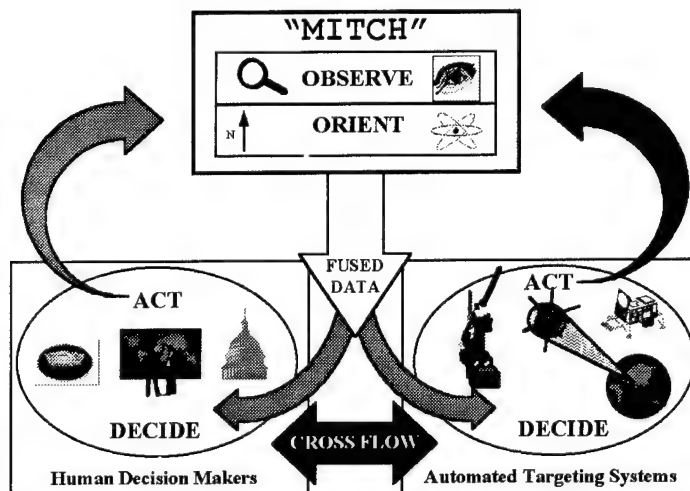 “MITCH”
OBSERVE
N
ORIENT
FUSED
DATA
ACT
DECIDE
ACT
DECIDE
CROSS FLOW
Human Decision Makers
Automated Targeting Systems